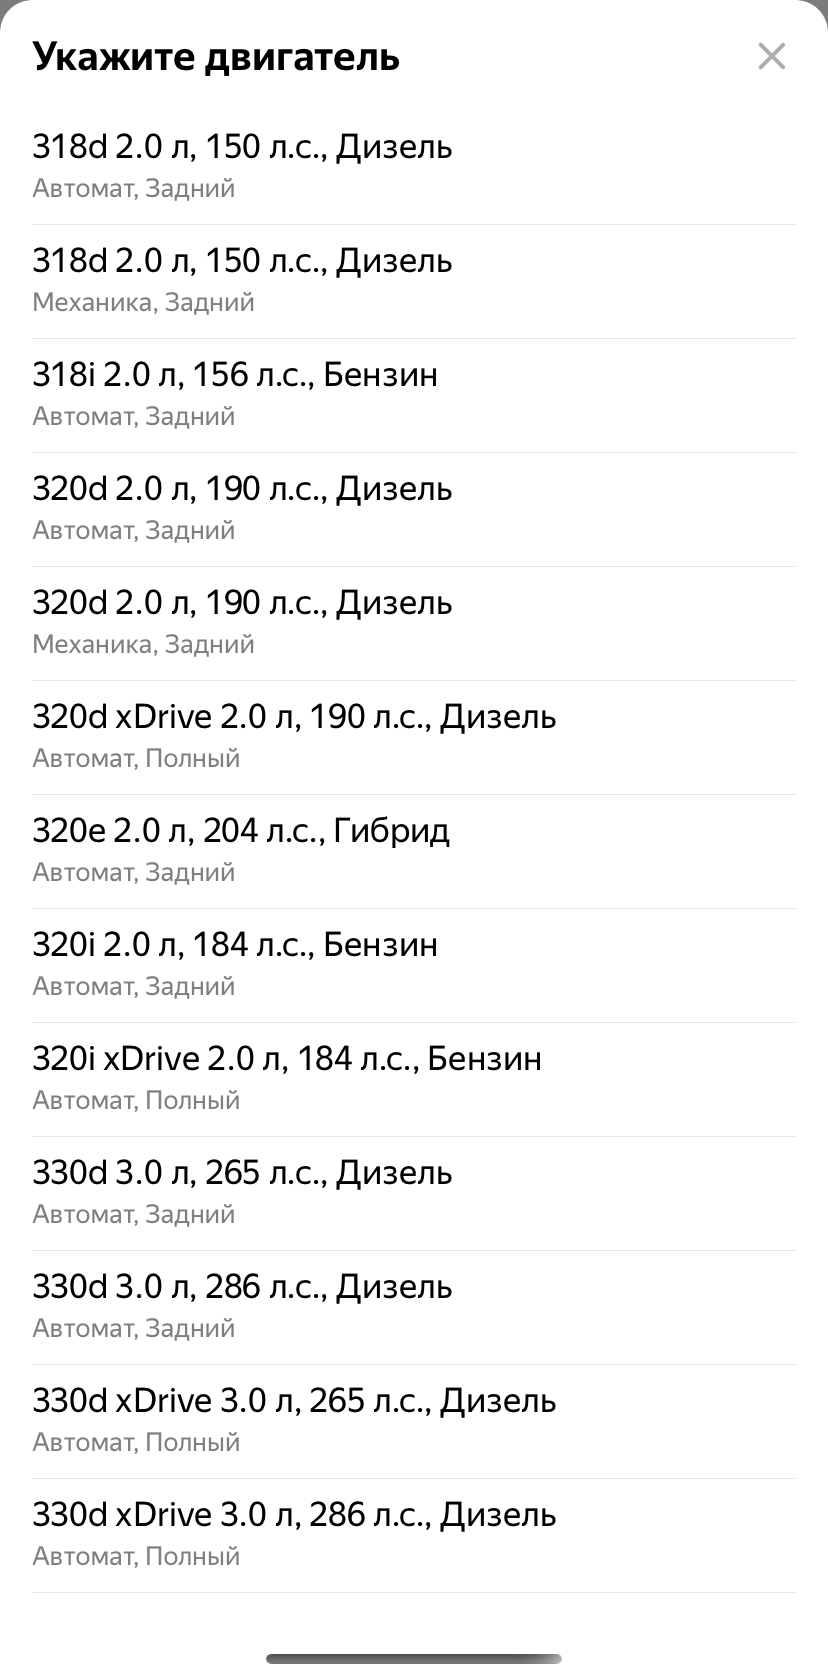 Укажите двигатель
318d 2.0 л, 150 л.с., Дизель
Автомат, Задний
318d 2.0 л, 150 л.с., Дизель
Механика, Задний
318i 2.0 л, 156 л.с., Бензин
Автомат, Задний
320d 2.0 л, 190 л.с., Дизель
Автомат, Задний
320d 2.0 л, 190 л.с., Дизель
Механика, Задний
320d xDrive 2.0 л, 190 л.с., Дизель
Автомат, Полный
320e 2.0 л, 204 л.с., Гибрид
Автомат, Задний
320i 2.0 л, 184 л.с., Бензин
Автомат, Задний
320i xDrive 2.0 л, 184 л.с., Бензин
Автомат, Полный
330d 3.0 л, 265 л.с., Дизель
Автомат, Задний
330d 3.0 л, 286 л.с., Дизель
Автомат, Задний
330d xDrive 3.0 л, 265 л.с., Дизель
Автомат, Полный
330d xDrive 3.0 л, 286 л.с., Дизель
Автомат, Полный